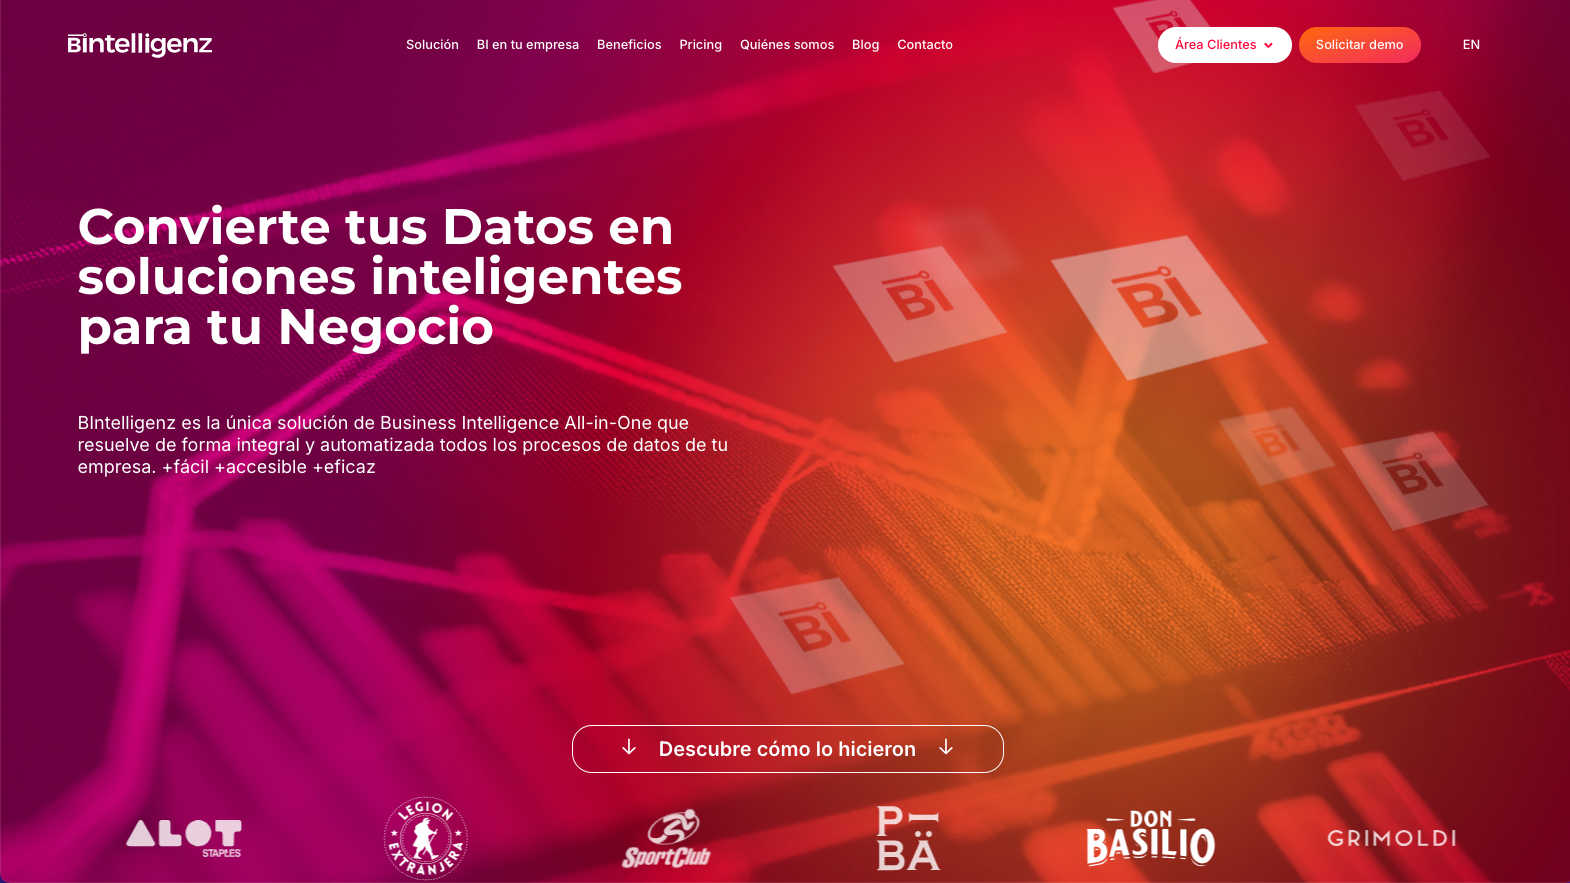 BIntelligenz
Solución BI en tu empresa Beneficios Pricing Quiénes somos Blog Contacto
Área Clientes
Solicitar demo
EN
Convierte tus Datos en
soluciones inteligentes
para tu Negocio
BIntelligenz es la única solución de Business Intelligence All-in-One que
resuelve de forma integral y automatizada todos los procesos de datos de tu
empresa. +fácil +accesible +eficaz
BI
BI
BI
BI
BI
BI
BI
↓ Descubre cómo lo hicieron ↓
ALOT
STAPLES
LEGION
EXTRANJERA
SportClub
PI
BÄ
DON
BASILIO
GRIMOLDI